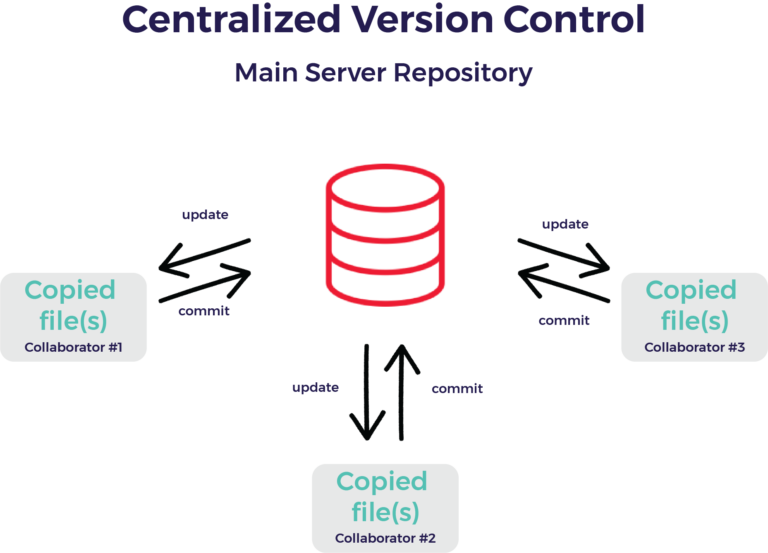 Centralized Version Control
Main Server Repository
update
update
commit
commit
Copied
file(s)
Collaborator #1
Copied
file(s)
Collaborator #3
update
commit
Copied
file(s)
Collaborator #2